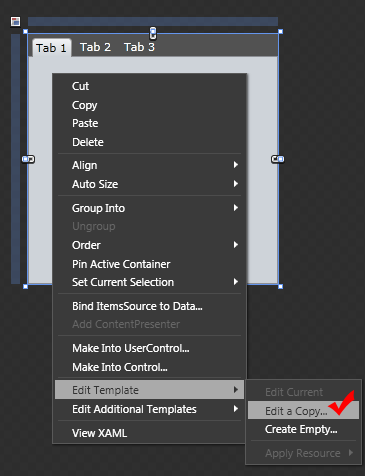 Tab 1 Tab 2 Tab 3
Cut
Copy
Paste
Delete
Align
Auto Size
Group Into
Ungroup
Order
Pin Active Container
Set Current Selection
Bind ItemsSource to Data...
Add ContentPresenter
Make Into UserControl...
Make Into Control...
Edit Template
Edit Additional Templates
View XAML
Edit Current
Edit a Copy...
Create Empty...
Apply Resource